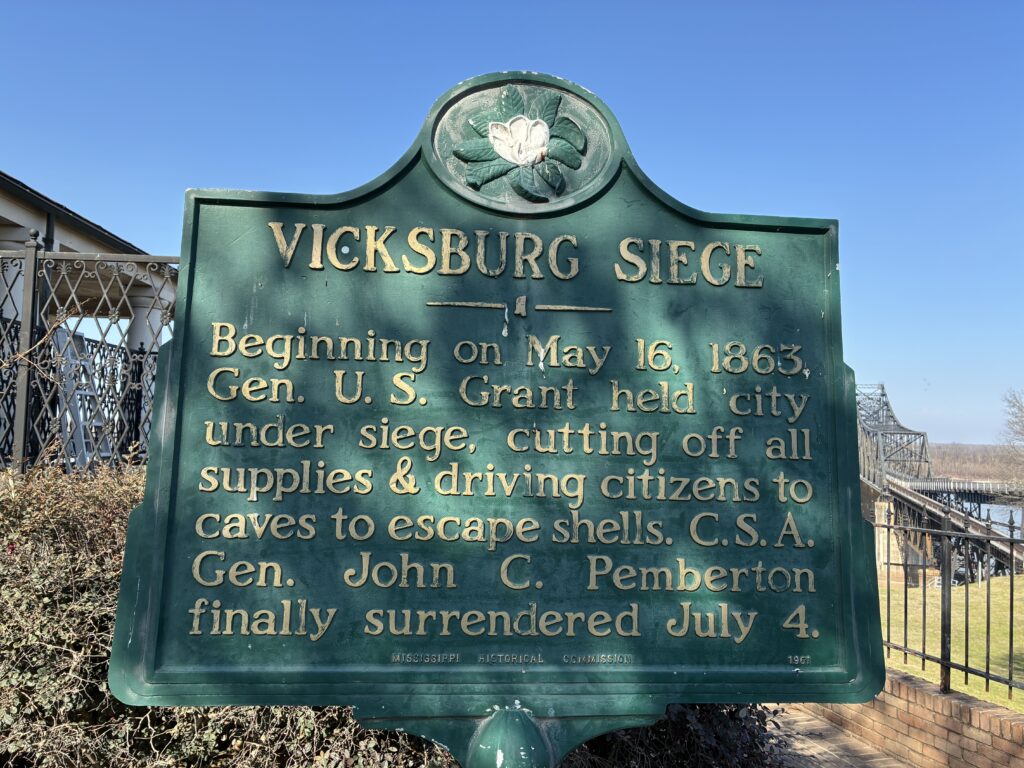 VICKSBURG SIEGE
Beginning on May 16, 1863,
Gen. U. S. Grant held city
under siege, cutting off all
supplies & driving citizens to
caves to escape shells. C.S.A.
Gen. John C. Pemberton
finally surrendered July 4.
MISSISSIPPI HISTORICAL COMMISSION